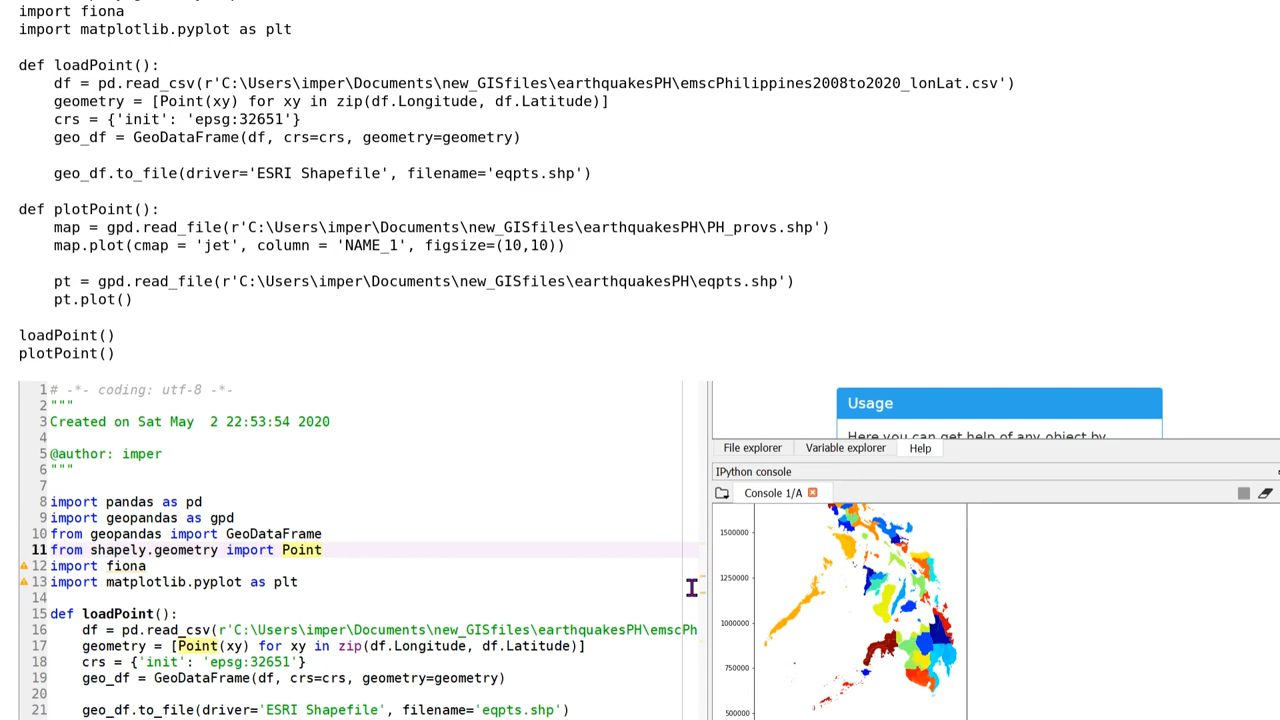 import fiona
import matplotlib.pyplot as plt
def loadPoint():
    df = pd.read_csv(r'C:\Users\imper\Documents\new_GISfiles\earthquakesPH\emscPhilippines2008to2020_lonLat.csv')
    geometry = [Point(xy) for xy in zip(df.Longitude, df.Latitude)]
    crs = {'init': 'epsg:32651'}
    geo_df = GeoDataFrame(df, crs=crs, geometry=geometry)
    geo_df.to_file(driver='ESRI Shapefile', filename='eqpts.shp')
def plotPoint():
    map = gpd.read_file(r'C:\Users\imper\Documents\new_GISfiles\earthquakesPH\PH_provs.shp')
    map.plot(cmap = 'jet', column = 'NAME_1', figsize=(10,10))
    pt = gpd.read_file(r'C:\Users\imper\Documents\new_GISfiles\earthquakesPH\eqpts.shp')
    pt.plot()
loadPoint()
plotPoint()
1 # -*- coding: utf-8 -*-
2 """
3 Created on Sat May  2 22:53:54 2020
4
5 @author: imper
6 """
7
8 import pandas as pd
9 import geopandas as gpd
10 from geopandas import GeoDataFrame
11 from shapely.geometry import Point
12 import fiona
13 import matplotlib.pyplot as plt
14
15 def loadPoint():
16     df = pd.read_csv(r'C:\Users\imper\Documents\new_GISfiles\earthquakesPH\emscPh
17     geometry = [Point(xy) for xy in zip(df.Longitude, df.Latitude)]
18     crs = {'init': 'epsg:32651'}
19     geo_df = GeoDataFrame(df, crs=crs, geometry=geometry)
20
21     geo_df.to_file(driver='ESRI Shapefile', filename='eqpts.shp')
Usage
Here you can get help of any object by
File explorer
Variable explorer
Help
IPython console
Console 1/A
1500000
1250000
1000000
750000
500000